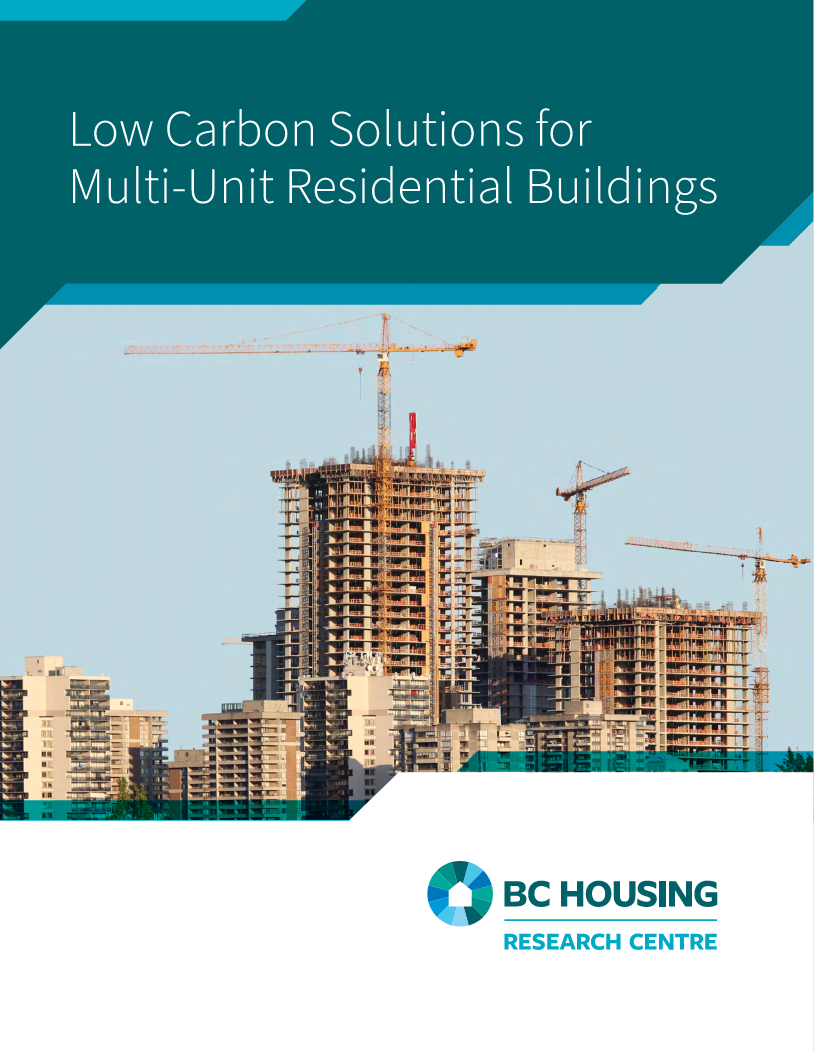 Low Carbon Solutions for
Multi-Unit Residential Buildings
BC HOUSING
RESEARCH CENTRE